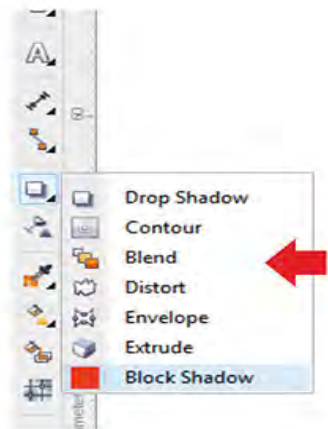 A
Drop Shadow
Contour
Blend
Distort
Envelope
Extrude
Block Shadow